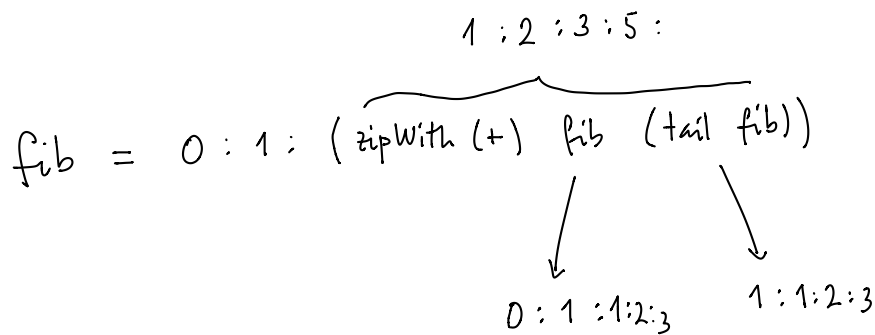 1 : 2 : 3 : 5 :
fib = 0 : 1 : (zipWith (+) fib (tail fib))
0 : 1 : 1 : 2 : 3
1 : 1 : 2 : 3